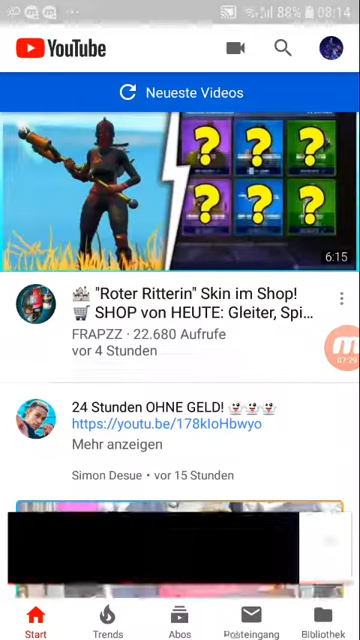 88% 08:14
YouTube
Neueste Videos
? ? ?
? ? ?
6:15
"Roter Ritterin" Skin im Shop!
SHOP von HEUTE: Gleiter, Spi...
FRAPZZ · 22.680 Aufrufe
vor 4 Stunden
07:29
24 Stunden OHNE GELD! 👻👻👻
https://youtu.be/178kIoHbwyo
Mehr anzeigen
Simon Desue • vor 15 Stunden
Start Trends Abos Posteingang Bibliothek